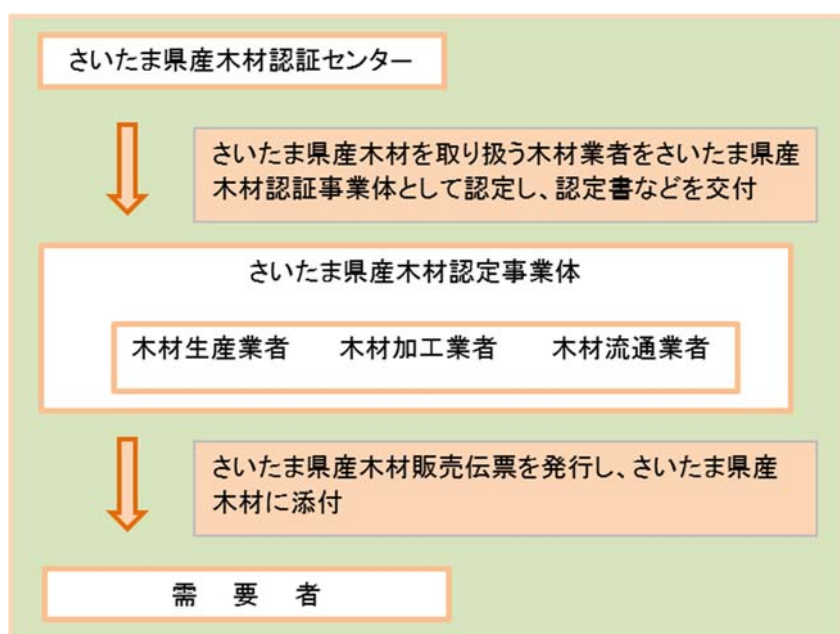 さいたま県産木材認証センター
さいたま県産木材を取り扱う木材業者をさいたま県産
木材認証事業体として認定し、認定書などを交付
さいたま県産木材認定事業体
木材生産業者　木材加工業者　木材流通業者
さいたま県産木材販売伝票を発行し、さいたま県産
木材に添付
需　要　者